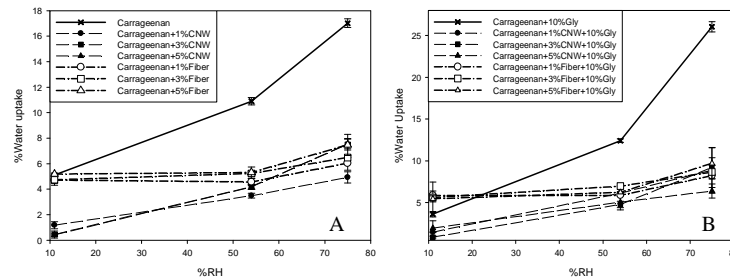 18
16
14
12
10
8
6
4
2
0
%Water uptake
Carrageenan
Carrageenan+1%CNW
Carrageenan+3%CNW
Carrageenan+5%CNW
Carrageenan+1%Fiber
Carrageenan+3%Fiber
Carrageenan+5%Fiber
A
10 20 30 40 50 60 70 80
%RH
25
20
15
10
5
%Water Uptake
Carrageenan+10%Gly
Carrageenan+1%CNW+10%Gly
Carrageenan+3%CNW+10%Gly
Carrageenan+5%CNW+10%Gly
Carrageenan+1%Fiber+10%Gly
Carrageenan+3%Fiber+10%Gly
Carrageenan+5%Fiber+10%Gly
B
10 20 30 40 50 60 70
%RH